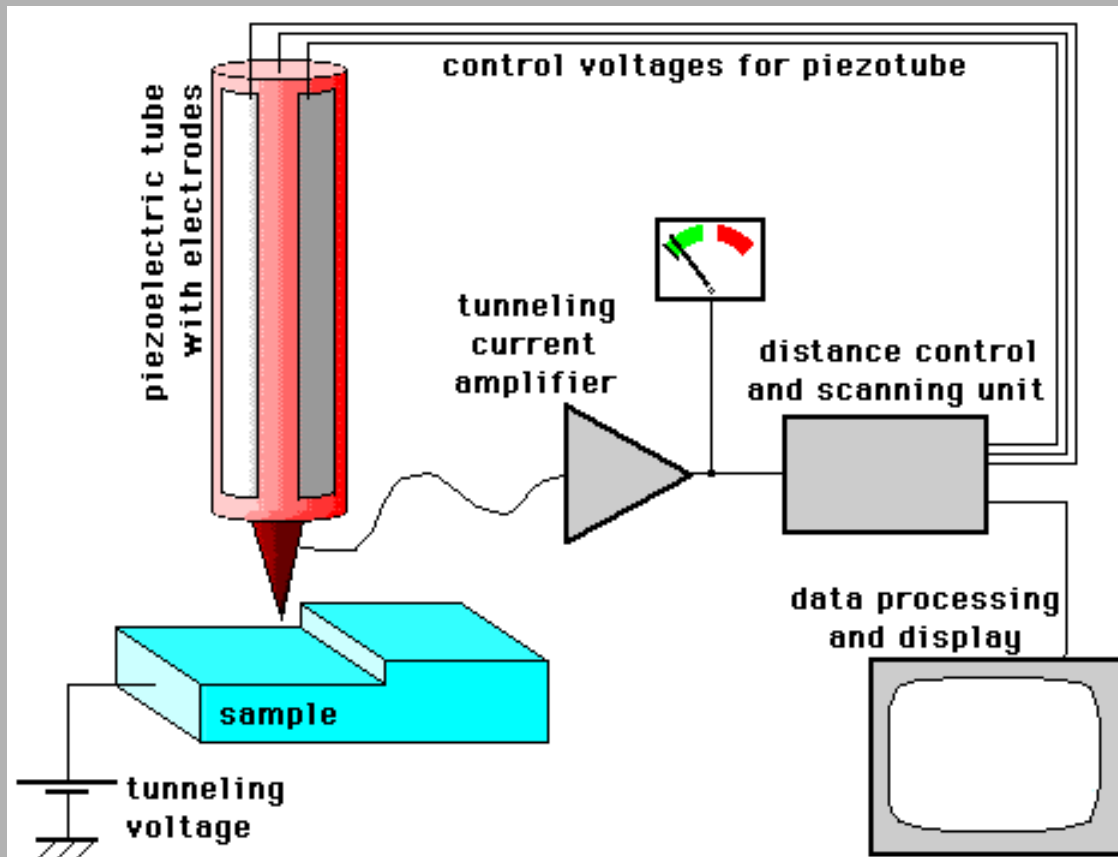 control voltages for piezotube
piezoelectric tube
with electrodes
tunneling
current
amplifier
distance control
and scanning unit
data processing
and display
sample
tunneling
voltage